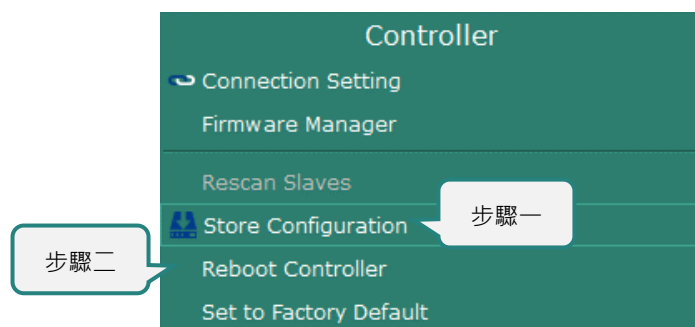 Controller
Connection Setting
Firmware Manager
Rescan Slaves
Store Configuration
步驟一
步驟二
Reboot Controller
Set to Factory Default